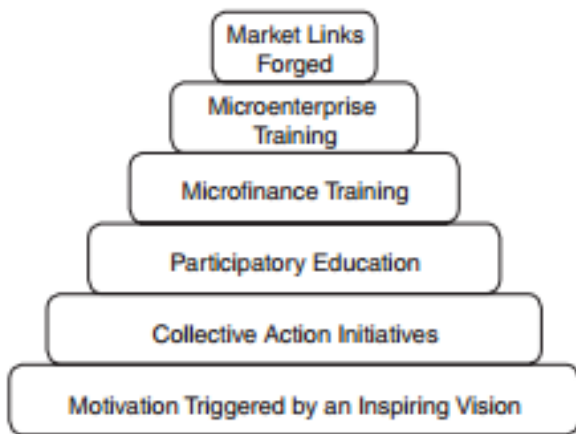 Market Links
Forged
Microenterprise
Training
Microfinance Training
Participatory Education
Collective Action Initiatives
Motivation Triggered by an Inspiring Vision